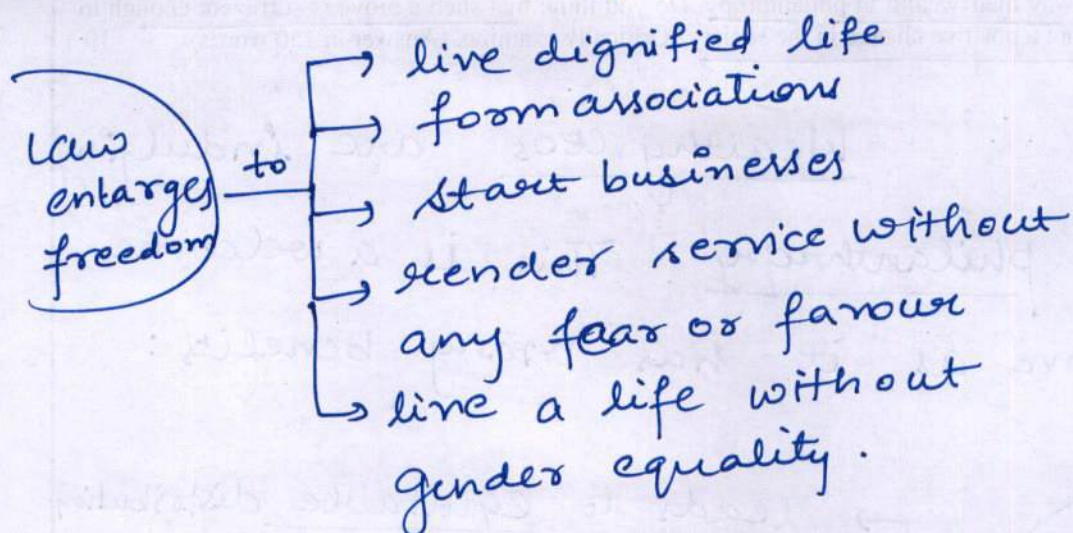 law
enlarges
freedom
to
live dignified life
form associations
start businesses
render service without
any fear or favour
live a life without
gender equality.